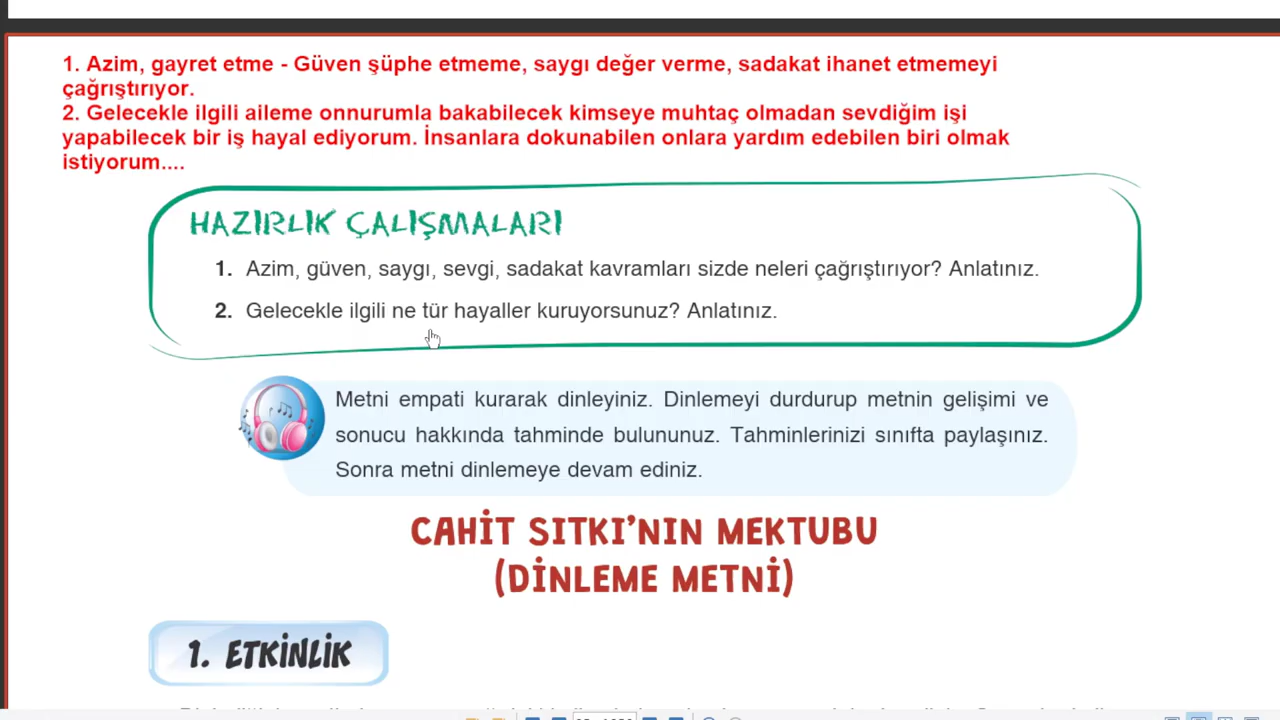 1. Azim, gayret etme - Güven şüphe etmeme, saygı değer verme, sadakat ihanet etmemeyi
çağrıştırıyor.
2. Gelecekle ilgili aileme onnurumla bakabilecek kimseye muhtaç olmadan sevdiğim işi
yapabilecek bir iş hayal ediyorum. İnsanlara dokunabilen onlara yardım edebilen biri olmak
istiyorum....
HAZIRLIK ÇALIŞMALARI
1. Azim, güven, saygı, sevgi, sadakat kavramları sizde neleri çağrıştırıyor? Anlatınız.
2. Gelecekle ilgili ne tür hayaller kuruyorsunuz? Anlatınız.
Metni empati kurarak dinleyiniz. Dinlemeyi durdurup metnin gelişimi ve
sonucu hakkında tahminde bulununuz. Tahminlerinizi sınıfta paylaşınız.
Sonra metni dinlemeye devam ediniz.
CAHİT SITKI'NIN MEKTUBU
(DİNLEME METNİ)
1. ETKİNLİK